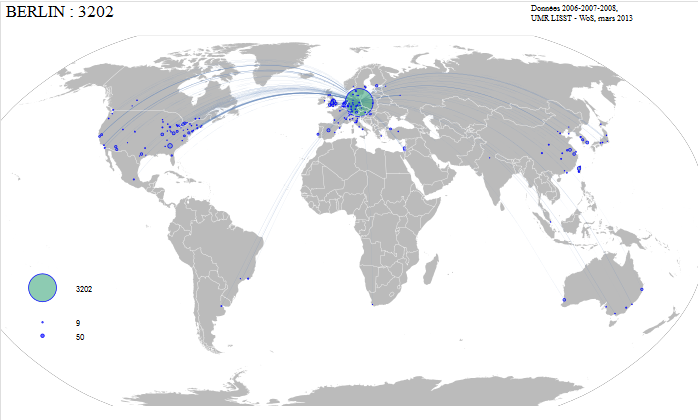 BERLIN : 3202
Données 2006-2007-2008,
UMR LISST - WoS, mars 2013
3202
9
50